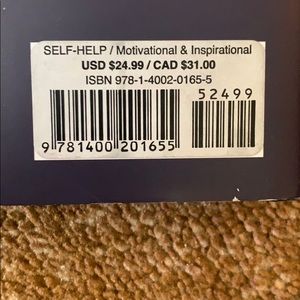 SELF-HELP / Motivational & Inspirational
USD $24.99 / CAD $31.00
ISBN 978-1-4002-0165-5
52499
9 781400 201655